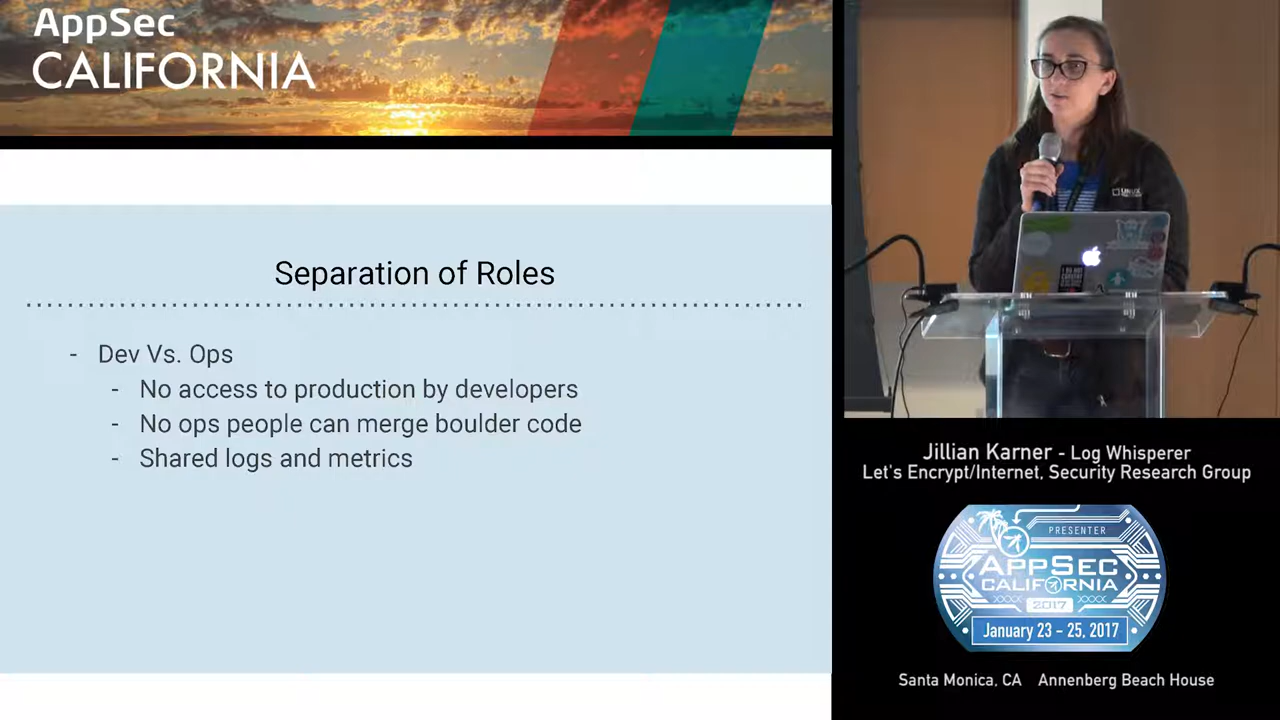 AppSec
CALIFORNIA
Separation of Roles
- Dev Vs. Ops
- No access to production by developers
- No ops people can merge boulder code
- Shared logs and metrics
Jillian Karner - Log Whisperer
Let's Encrypt/Internet, Security Research Group
PRESENTER
APPSEC
CALIFORNIA
2017
January 23 - 25, 2017
Santa Monica, CA Annenberg Beach House